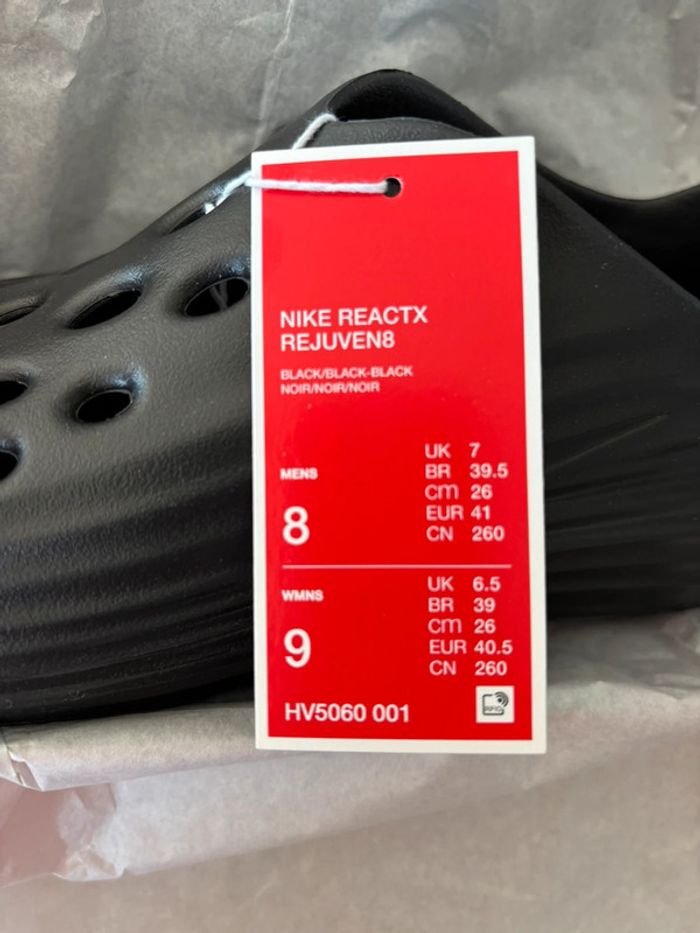 NIKE REACTX
REJUVEN8
BLACK/BLACK-BLACK
NOIR/NOIR/NOIR
MENS
8
UK 7
BR 39.5
cm 26
EUR 41
CN 260
WMNS
9
UK 6.5
BR 39
cm 26
EUR 40.5
CN 260
HV5060 001
RFID